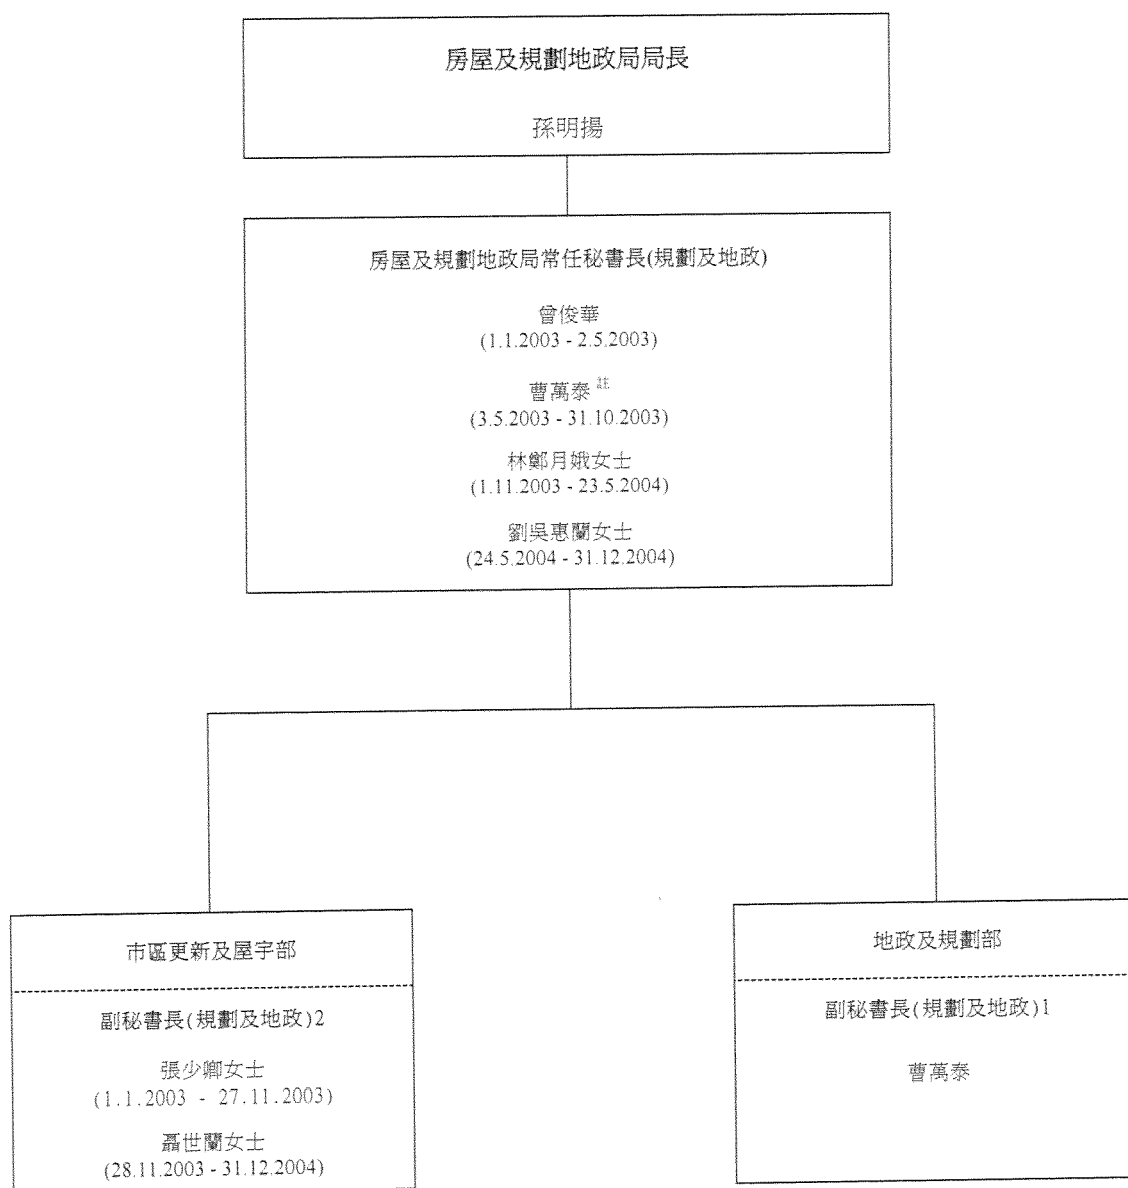 房屋及規劃地政局局長
孫明揚
房屋及規劃地政局常任秘書長(規劃及地政)
曾俊華
(1.1.2003 - 2.5.2003)
曹萬泰 註
(3.5.2003 - 31.10.2003)
林鄭月娥女士
(1.11.2003 - 23.5.2004)
劉吳惠蘭女士
(24.5.2004 - 31.12.2004)
市區更新及屋宇部
副秘書長(規劃及地政)2
張少卿女士
(1.1.2003 - 27.11.2003)
聶世蘭女士
(28.11.2003 - 31.12.2004)
地政及規劃部
副秘書長(規劃及地政)1
曹萬泰